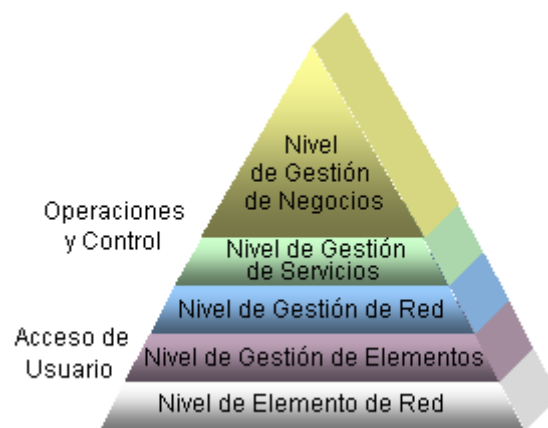 Nivel
de Gestión
de Negocios
Operaciones
y Control
Nivel de Gestión
de Servicios
Nivel de Gestión de Red
Acceso de
Usuario
Nivel de Gestión de Elementos
Nivel de Elemento de Red